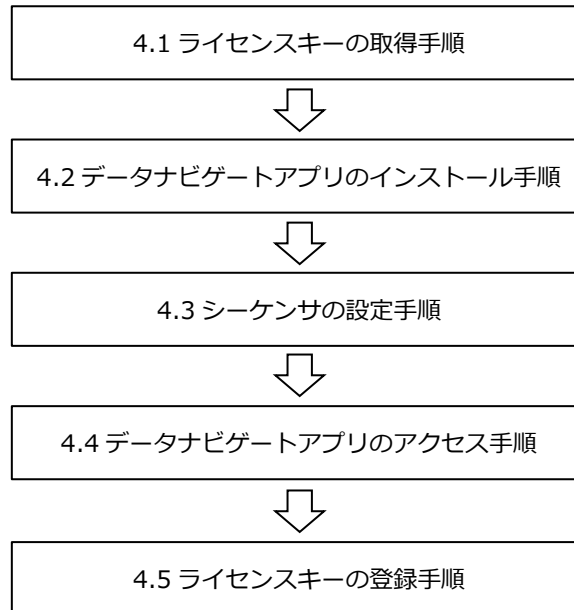 4.1 ライセンスキーの取得手順
4.2 データナビゲートアプリのインストール手順
4.3 シーケンサの設定手順
4.4 データナビゲートアプリのアクセス手順
4.5 ライセンスキーの登録手順